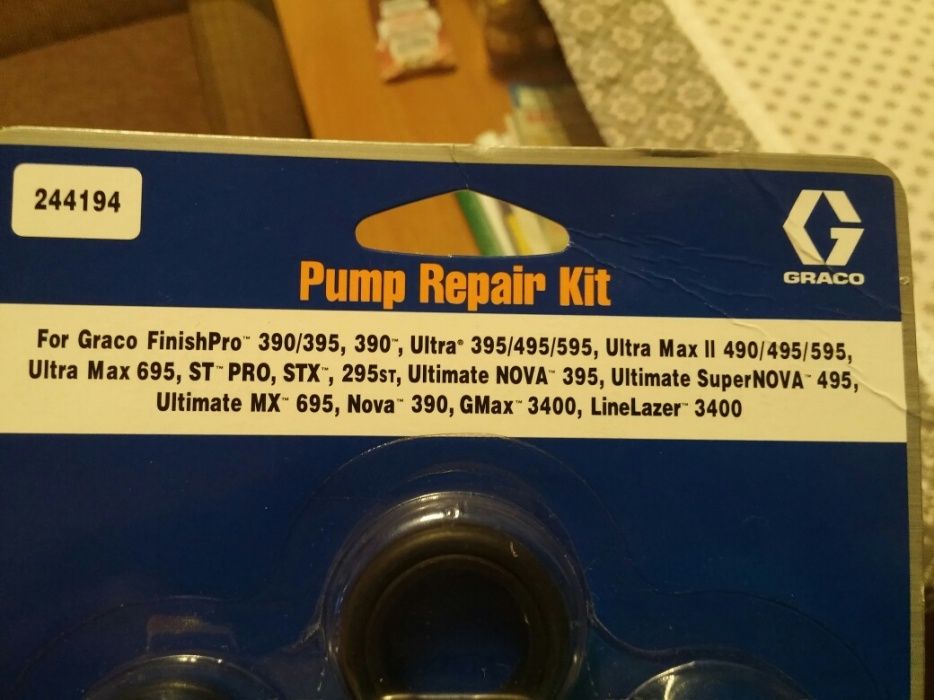 244194
GRACO
Pump Repair Kit
For Graco FinishPro™ 390/395, 390™, Ultra® 395/495/595, Ultra Max II 490/495/595,
Ultra Max 695, ST™ PRO, STX™, 295ST, Ultimate NOVA™ 395, Ultimate SuperNOVA™ 495,
Ultimate MX™ 695, Nova™ 390, GMax™ 3400, LineLazer™ 3400